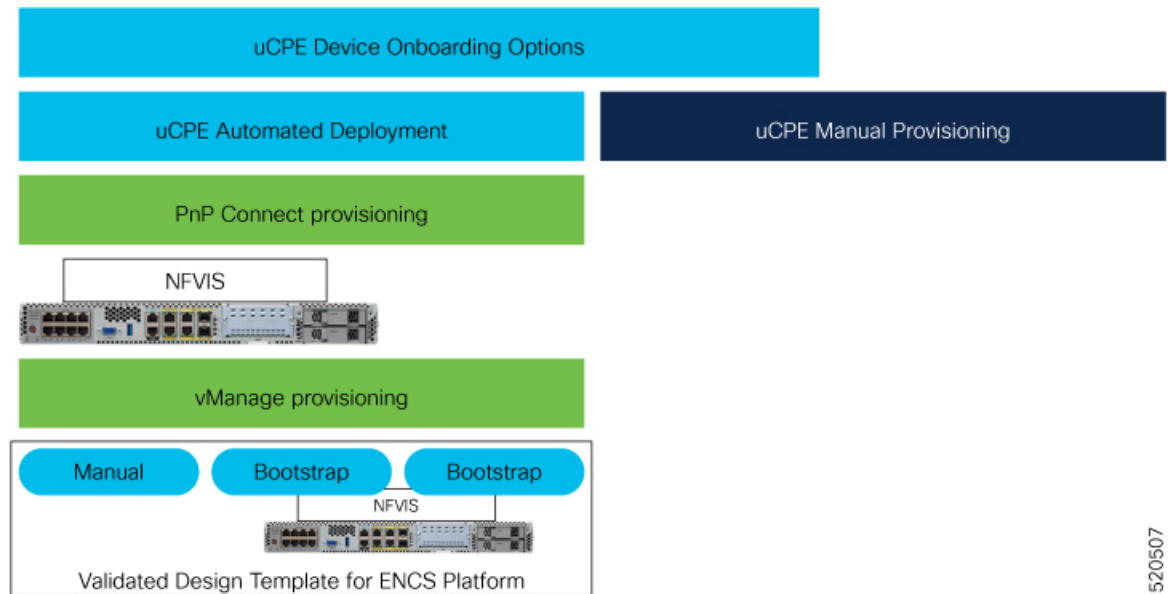 uCPE Device Onboarding Options
uCPE Automated Deployment
uCPE Manual Provisioning
PnP Connect provisioning
NFVIS
vManage provisioning
Manual
Bootstrap
Bootstrap
NFVIS
Validated Design Template for ENCS Platform
520507